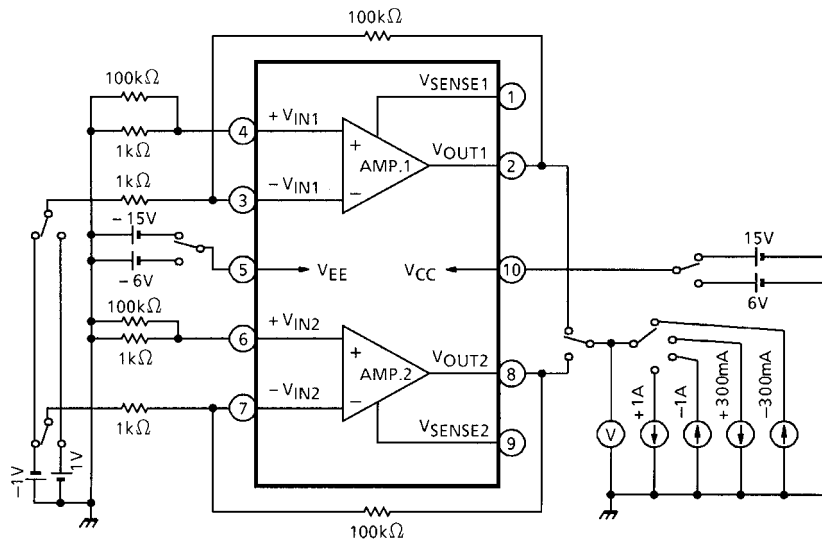 100kΩ
100kΩ
VSENSE1
1
4
+VIN1
+
AMP.1
−
VOUT1
2
1kΩ
1kΩ
3
−VIN1
−15V
−6V
5
VEE
VCC
10
15V
6V
100kΩ
6
+VIN2
+
AMP.2
−
VOUT2
8
1kΩ
7
−VIN2
1kΩ
VSENSE2
9
+1A
−1A
+300mA
−300mA
V
−1V
1V
100kΩ